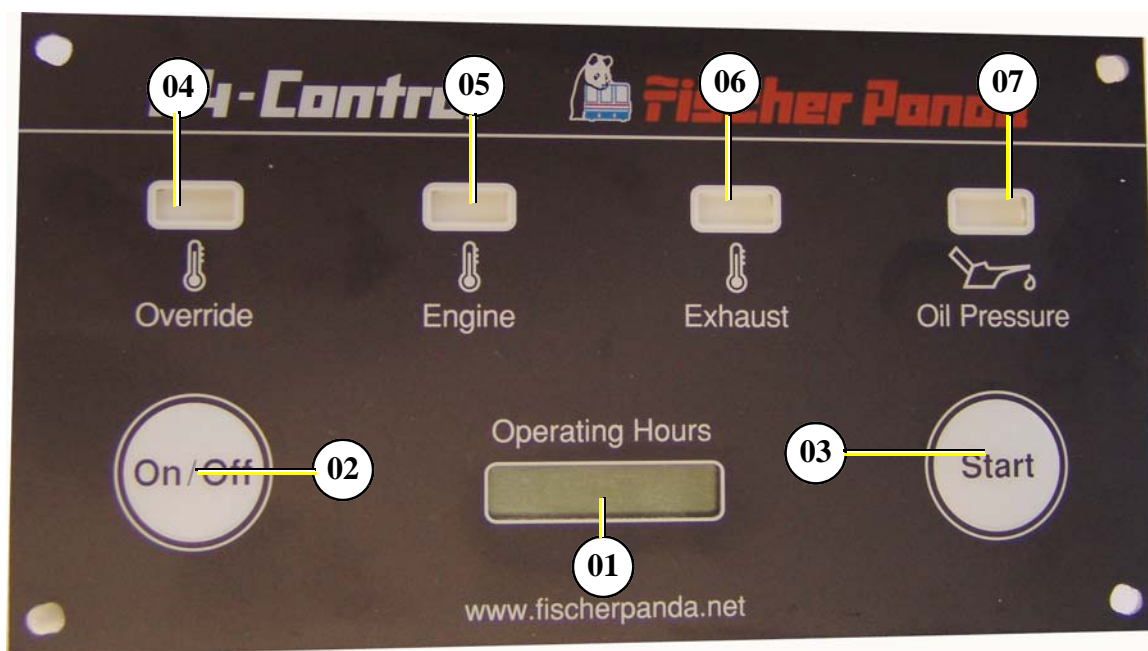 04 05 06 07
Fischer Panda
Override Engine Exhaust Oil Pressure
Operating Hours
On/Off 02 03 Start
01
www.fischerpanda.net